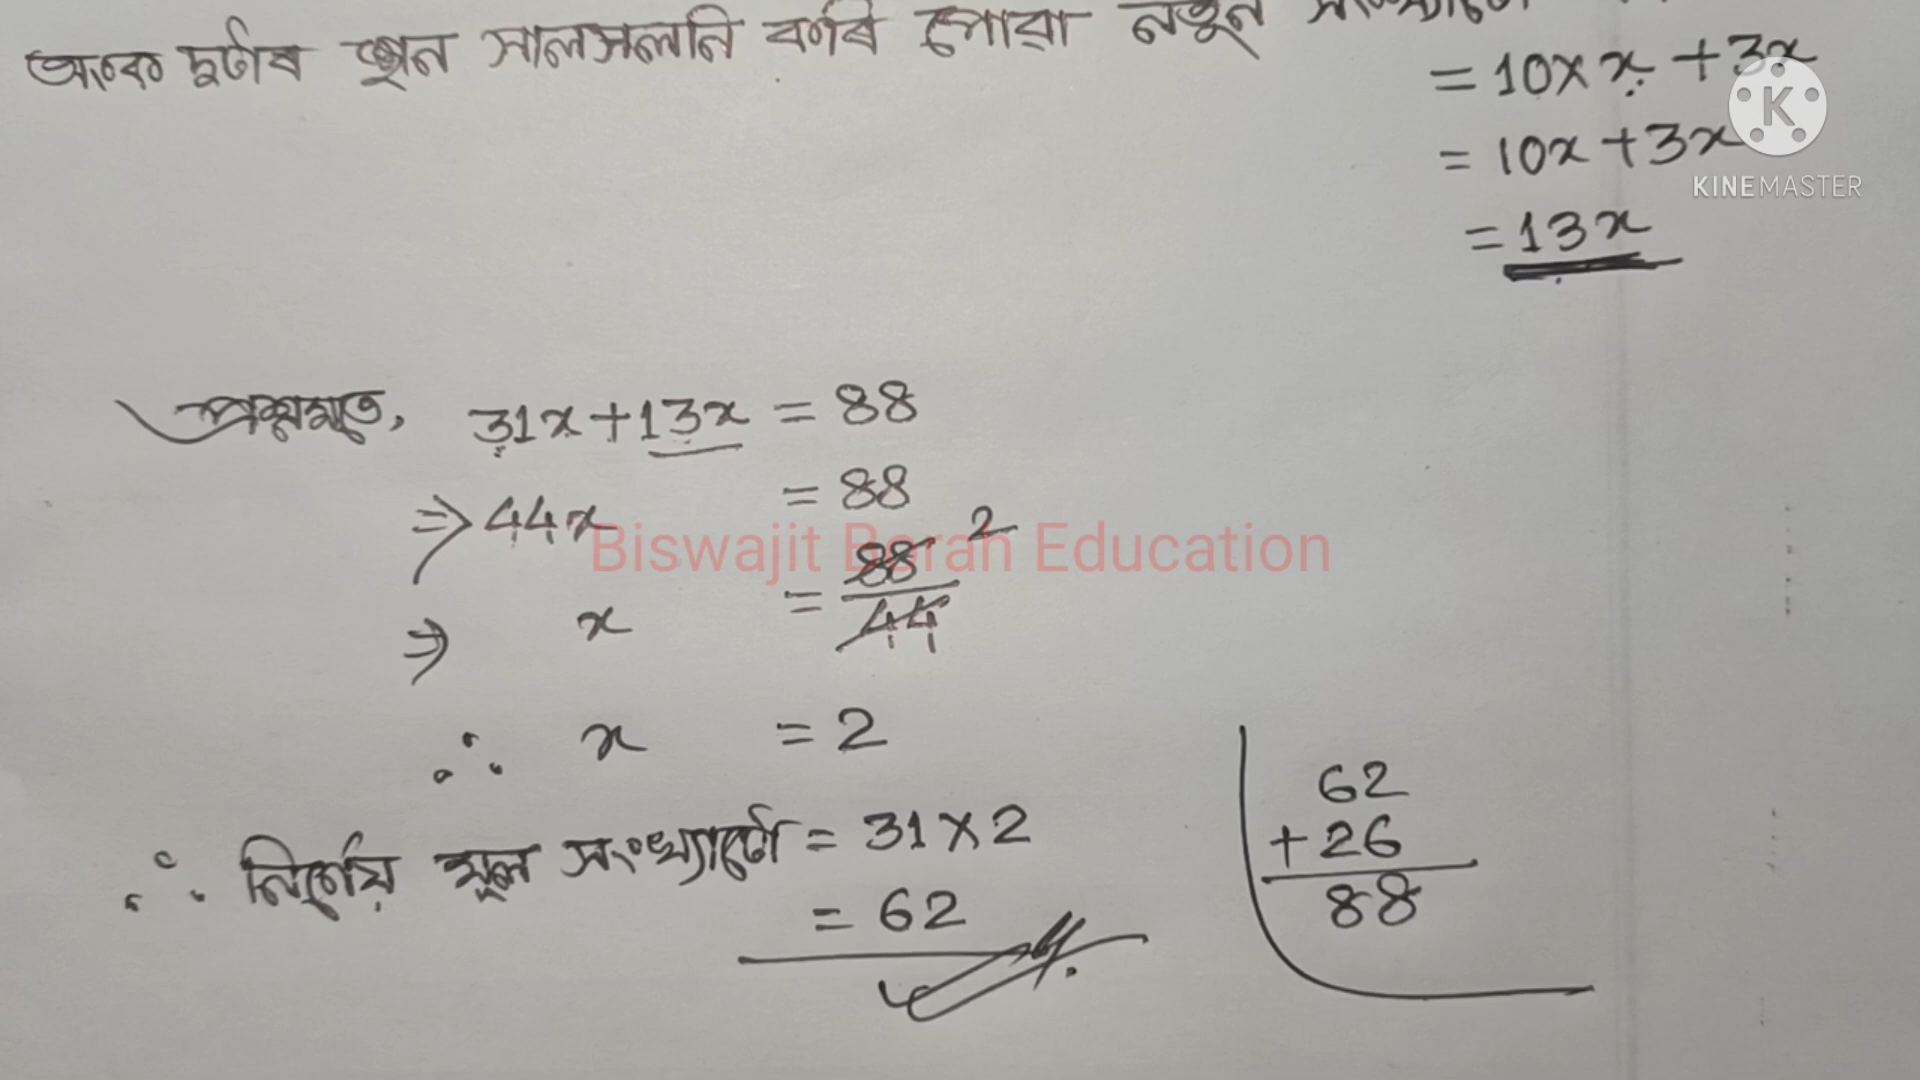 অংক দুটাৰ স্থান সালসলনি কৰি পোৱা নতুন
= 10×x + 3x
= 10x + 3x
= 13x
KINEMASTER
প্ৰশ্নমতে, 31x + 13x = 88
⇒ 44x = 88
Biswajit Borah Education
⇒ x = 88/44 2
∴ x = 2
∴ নিৰ্ণেয় মূল সংখ্যাটো = 31 × 2
= 62
62
+ 26
88